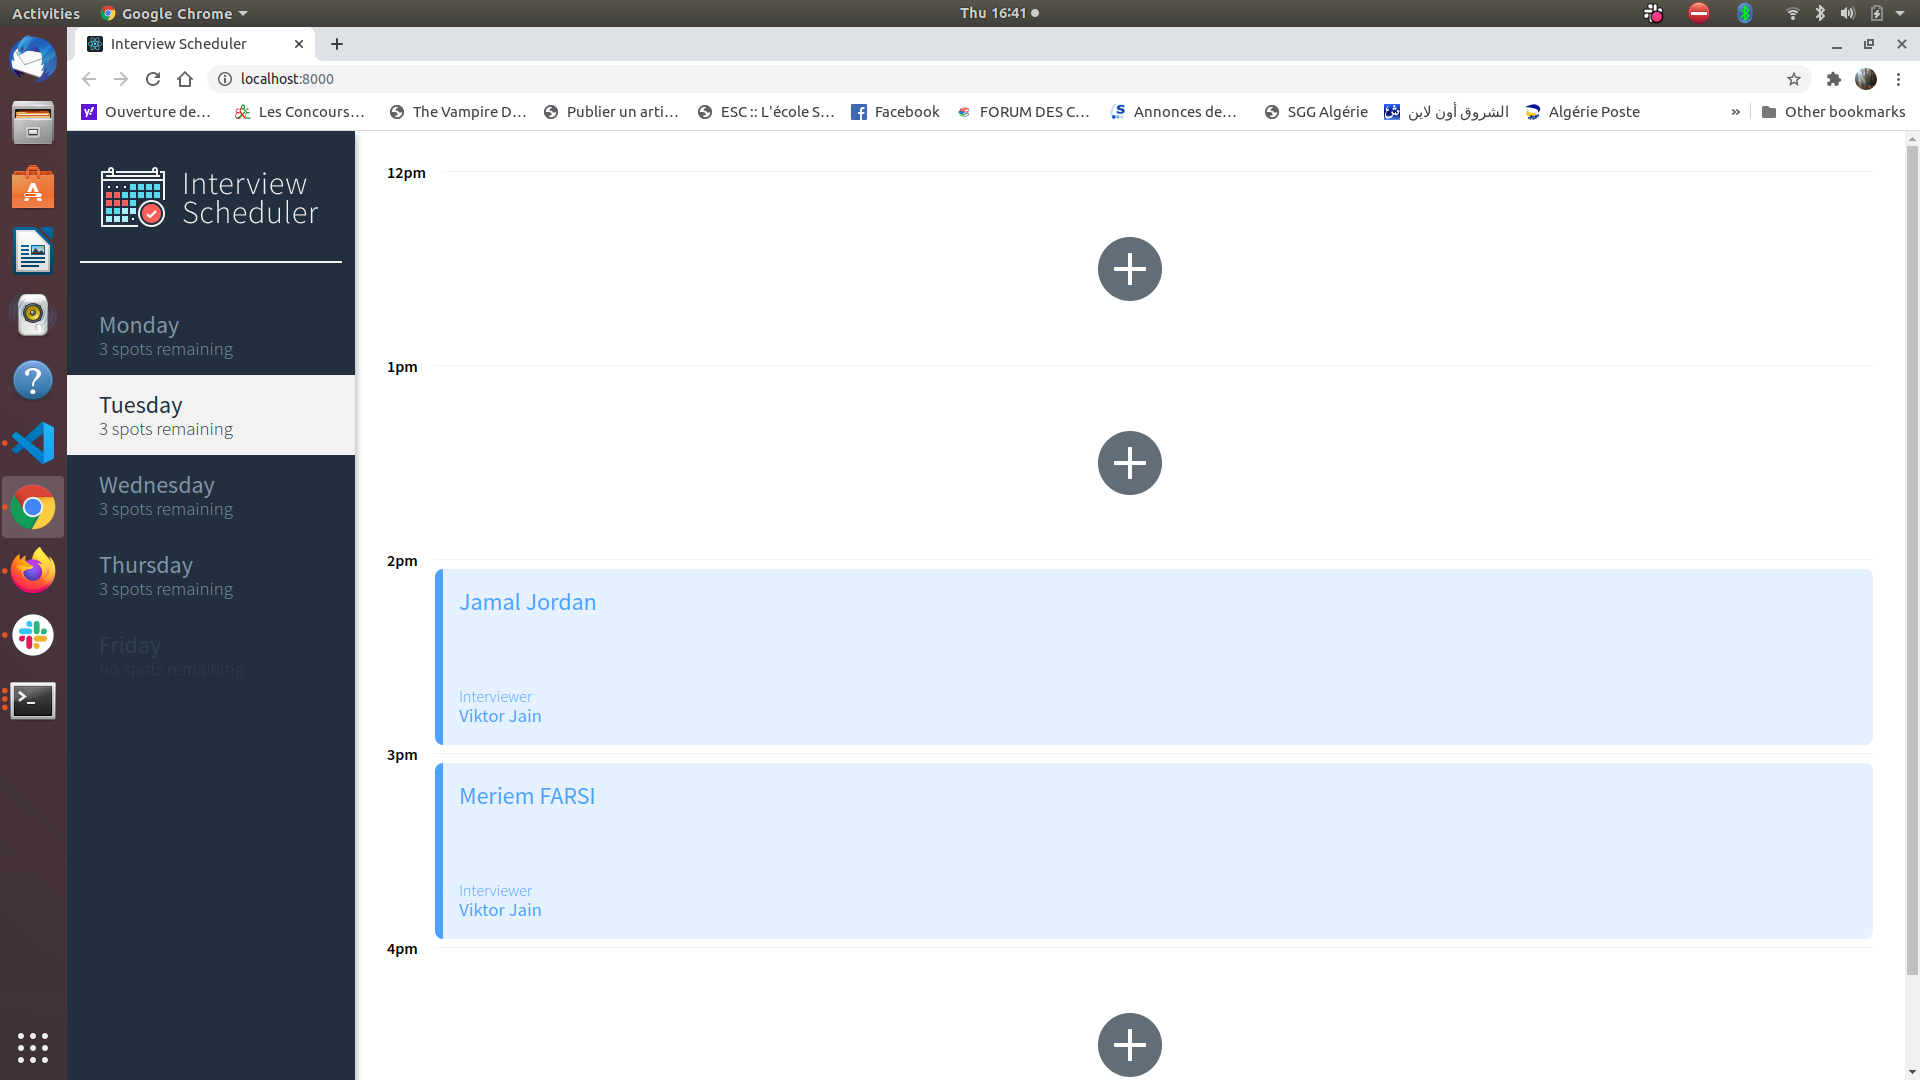 Activities
Google Chrome
Thu 16:41
Interview Scheduler
localhost:8000
Ouverture de...
Les Concours...
The Vampire D...
Publier un arti...
ESC :: L'école S...
Facebook
FORUM DES C...
Annonces de...
SGG Algérie
الشروق أون لاين
Algérie Poste
»
Other bookmarks
Interview
Scheduler
Monday
3 spots remaining
Tuesday
3 spots remaining
Wednesday
3 spots remaining
Thursday
3 spots remaining
Friday
no spots remaining
12pm
1pm
2pm
Jamal Jordan
Interviewer
Viktor Jain
3pm
Meriem FARSI
Interviewer
Viktor Jain
4pm